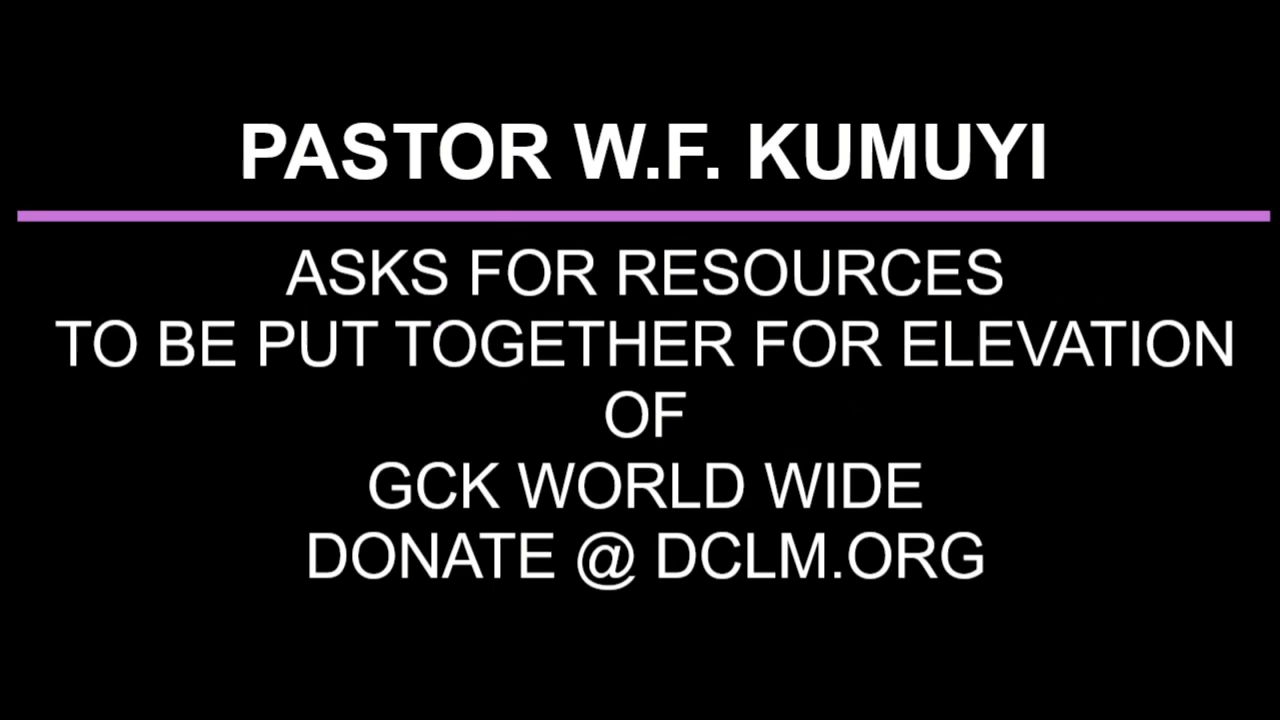 PASTOR W.F. KUMUYI
ASKS FOR RESOURCES
TO BE PUT TOGETHER FOR ELEVATION
OF
GCK WORLD WIDE
DONATE @ DCLM.ORG